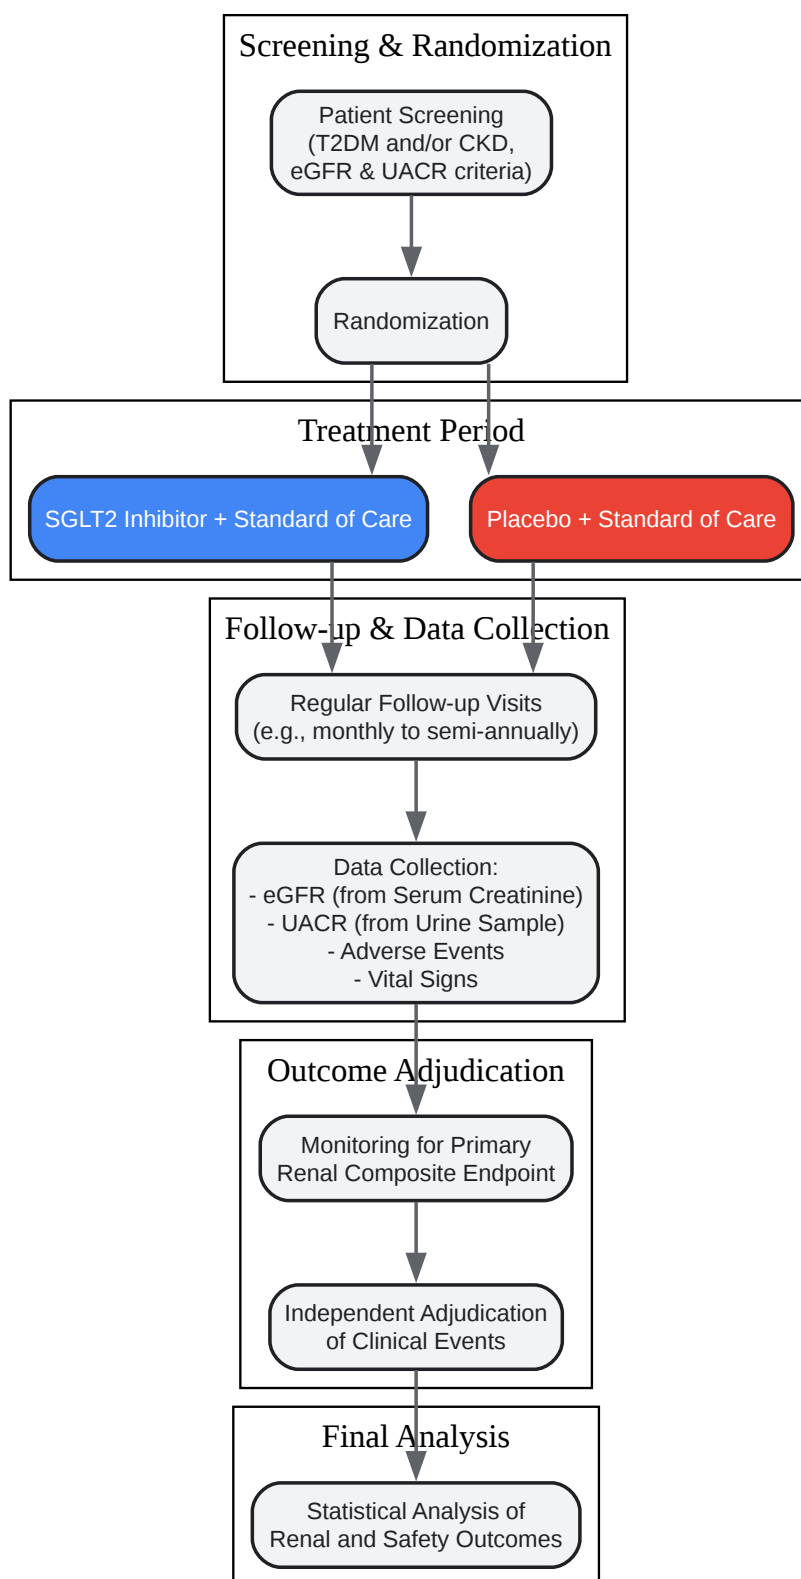 Screening & Randomization
Patient Screening
(T2DM and/or CKD,
eGFR & UACR criteria)
Randomization
Treatment Period
SGLT2 Inhibitor + Standard of Care
Placebo + Standard of Care
Follow-up & Data Collection
Regular Follow-up Visits
(e.g., monthly to semi-annually)
Data Collection:
- eGFR (from Serum Creatinine)
- UACR (from Urine Sample)
- Adverse Events
- Vital Signs
Outcome Adjudication
Monitoring for Primary
Renal Composite Endpoint
Independent Adjudication
of Clinical Events
Final Analysis
Statistical Analysis of
Renal and Safety Outcomes